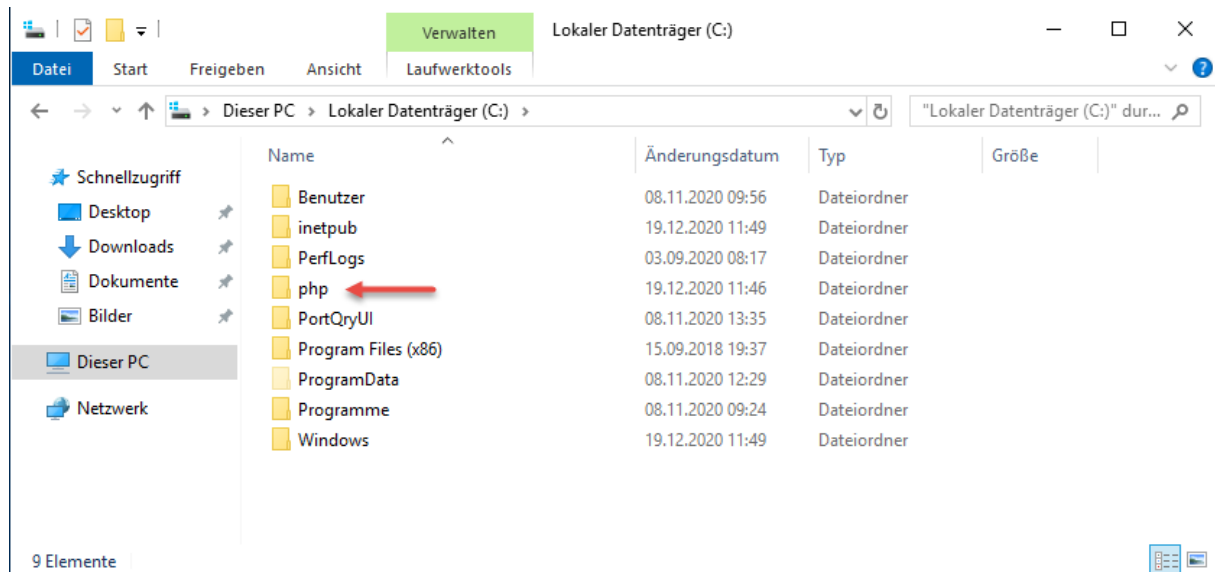 Verwalten Lokaler Datenträger (C:)
Datei Start Freigeben Ansicht Laufwerktools
Dieser PC > Lokaler Datenträger (C:) > "Lokaler Datenträger (C:)" dur...
Name Änderungsdatum Typ Größe
Schnellzugriff
Desktop
Downloads
Dokumente
Bilder
Dieser PC
Netzwerk
Benutzer 08.11.2020 09:56 Dateiordner
inetpub 19.12.2020 11:49 Dateiordner
PerfLogs 03.09.2020 08:17 Dateiordner
php 19.12.2020 11:46 Dateiordner
PortQryUI 08.11.2020 13:35 Dateiordner
Program Files (x86) 15.09.2018 19:37 Dateiordner
ProgramData 08.11.2020 12:29 Dateiordner
Programme 08.11.2020 09:24 Dateiordner
Windows 19.12.2020 11:49 Dateiordner
9 Elemente